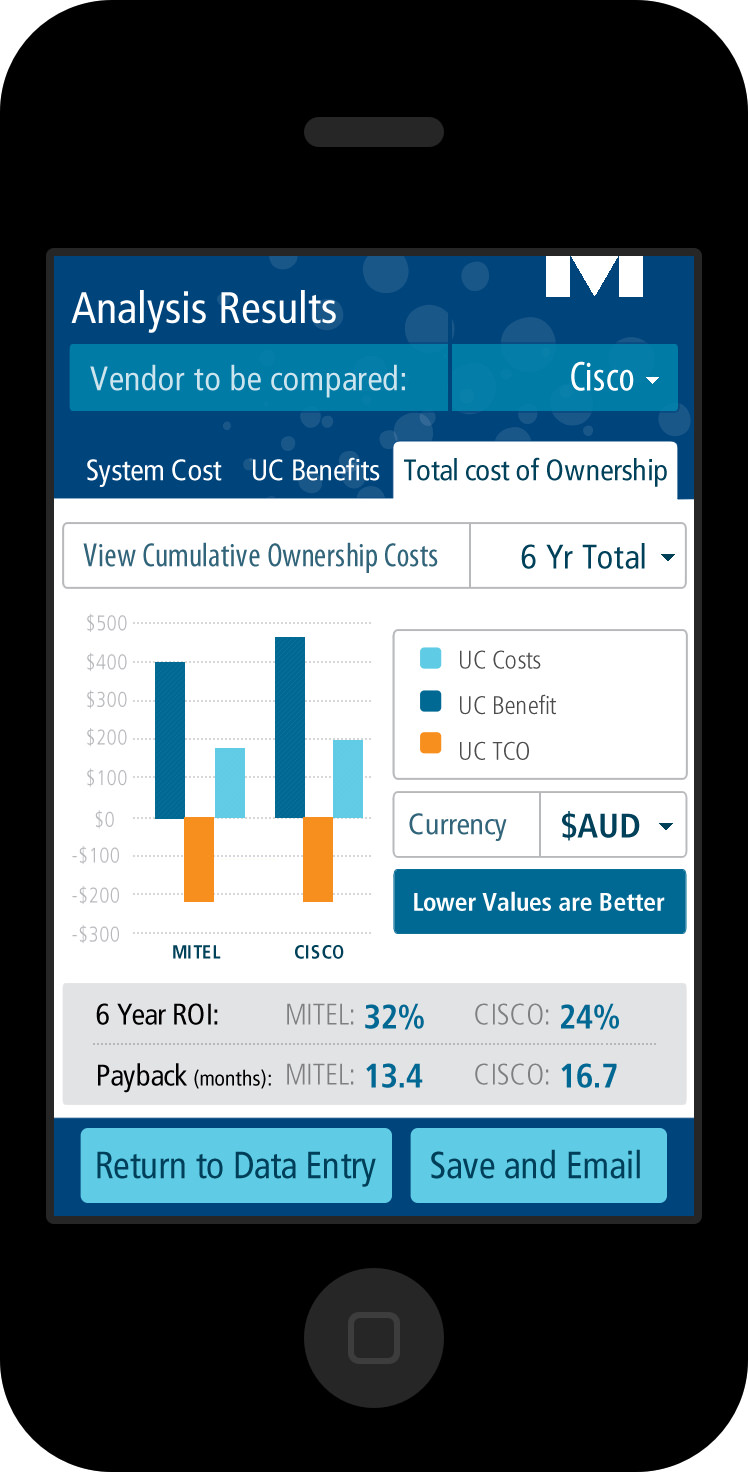 Analysis Results
Vendor to be compared: Cisco
System Cost UC Benefits Total cost of Ownership
View Cumulative Ownership Costs 6 Yr Total
$500
$400
$300
$200
$100
$0
-$100
-$200
-$300
MITEL CISCO
UC Costs
UC Benefit
UC TCO
Currency $AUD
Lower Values are Better
6 Year ROI: MITEL: 32% CISCO: 24%
Payback (months): MITEL: 13.4 CISCO: 16.7
Return to Data Entry Save and Email